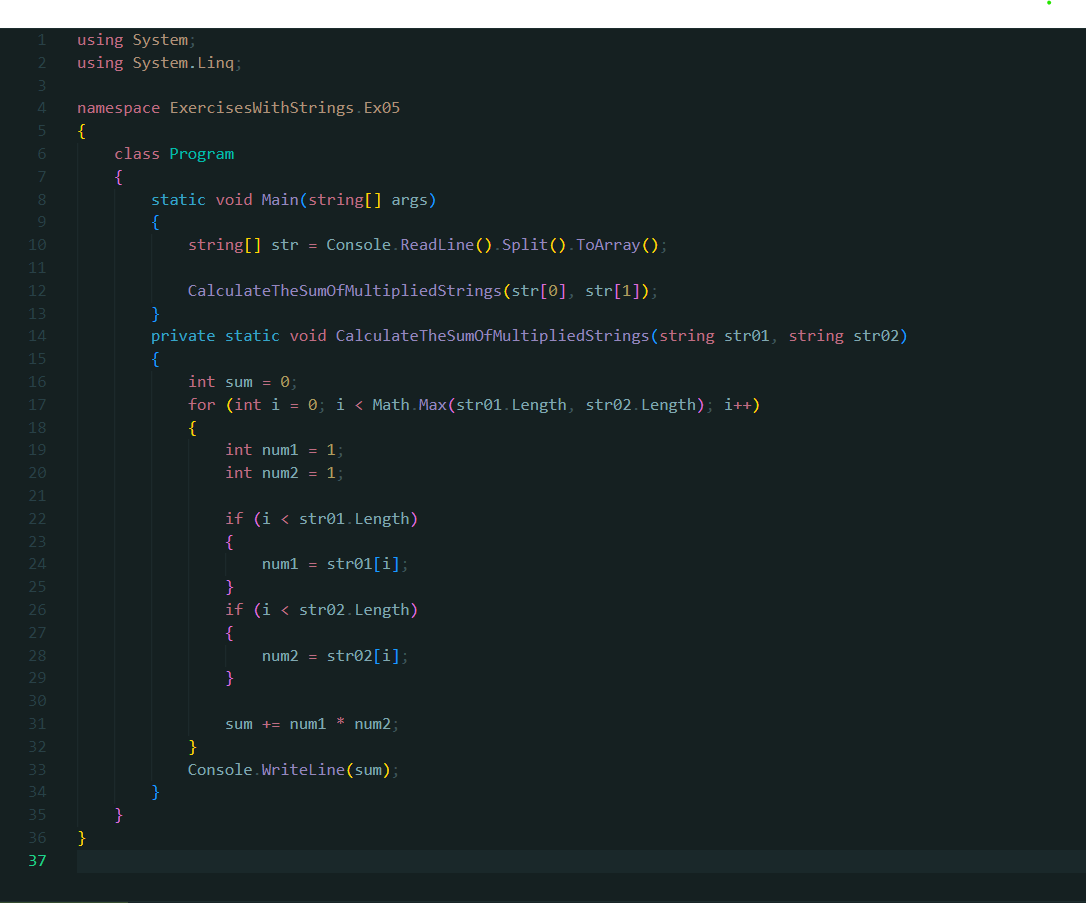 1 using System;
2 using System.Linq;
3
4 namespace ExercisesWithStrings.Ex05
5 {
6     class Program
7     {
8         static void Main(string[] args)
9         {
10             string[] str = Console.ReadLine().Split().ToArray();
11
12             CalculateTheSumOfMultipliedStrings(str[0], str[1]);
13         }
14         private static void CalculateTheSumOfMultipliedStrings(string str01, string str02)
15         {
16             int sum = 0;
17             for (int i = 0; i < Math.Max(str01.Length, str02.Length); i++)
18             {
19                 int num1 = 1;
20                 int num2 = 1;
21
22                 if (i < str01.Length)
23                 {
24                     num1 = str01[i];
25                 }
26                 if (i < str02.Length)
27                 {
28                     num2 = str02[i];
29                 }
30
31                 sum += num1 * num2;
32             }
33             Console.WriteLine(sum);
34         }
35     }
36 }
37